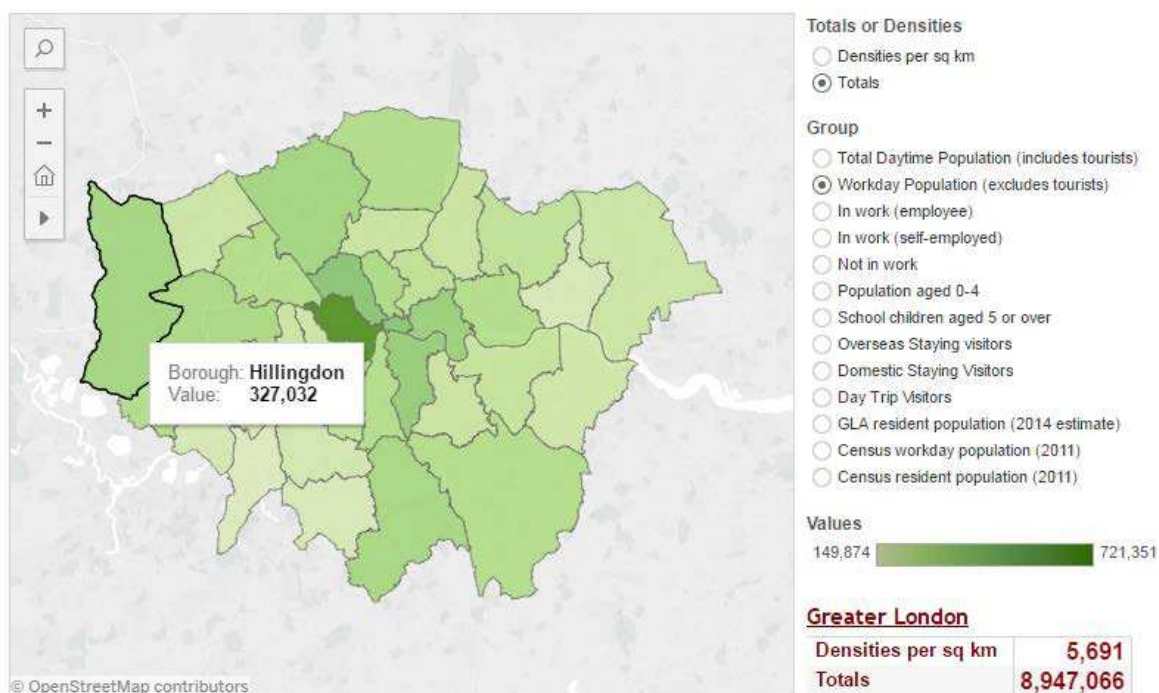 Totals or Densities
Densities per sq km
Totals
Group
Total Daytime Population (includes tourists)
Workday Population (excludes tourists)
In work (employee)
In work (self-employed)
Not in work
Population aged 0-4
School children aged 5 or over
Overseas Staying visitors
Domestic Staying Visitors
Day Trip Visitors
GLA resident population (2014 estimate)
Census workday population (2011)
Census resident population (2011)
Borough: Hillingdon
Value: 327,032
Values
149,874 721,351
Greater London
Densities per sq km 5,691
Totals 8,947,066
© OpenStreetMap contributors